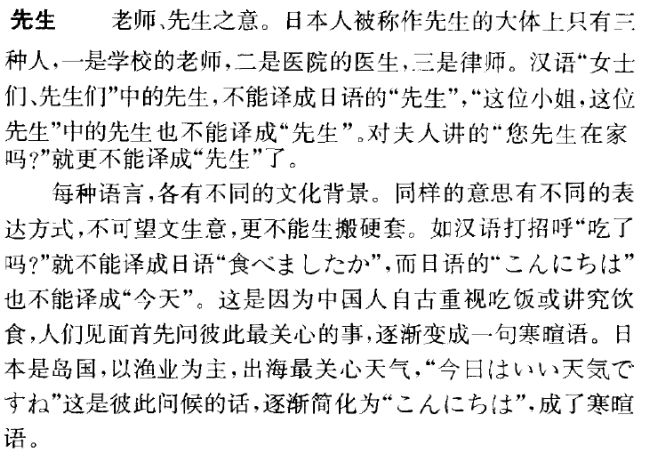 先生　　老师、先生之意。日本人被称作先生的大体上只有三
种人,一是学校的老师,二是医院的医生,三是律师。汉语“女士
们、先生们”中的先生,不能译成日语的“先生”,“这位小姐,这位
先生”中的先生也不能译成“先生”。对夫人讲的“您先生在家
吗?”就更不能译成“先生”了。
每种语言,各有不同的文化背景。同样的意思有不同的表
达方式,不可望文生意,更不能生搬硬套。如汉语打招呼“吃了
吗?”就不能译成日语“食べましたか”,而日语的“こんにちは”
也不能译成“今天”。这是因为中国人自古重视吃饭或讲究饮
食,人们见面首先问彼此最关心的事,逐渐变成一句寒暄语。日
本是岛国,以渔业为主,出海最关心天气,“今日はいい天気で
すね”这是彼此问候的话,逐渐简化为“こんにちは”,成了寒暄
语。